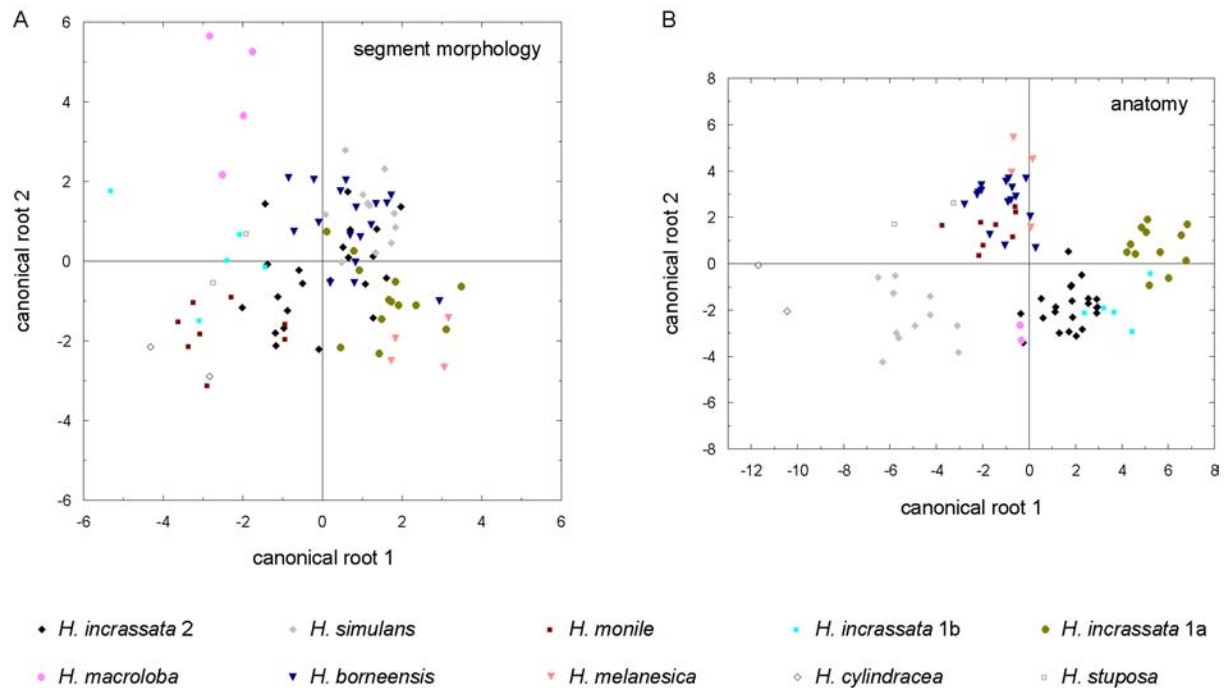 A
segment morphology
6
4
2
0
-2
-4
-6
canonical root 2
-6 -4 -2 0 2 4 6
canonical root 1
B
anatomy
8
6
4
2
0
-2
-4
-6
-8
canonical root 2
-12 -10 -8 -6 -4 -2 0 2 4 6 8
canonical root 1
H. incrassata 2 H. simulans H. monile H. incrassata 1b H. incrassata 1a
H. macroloba H. borneensis H. melanesica H. cylindracea H. stuposa